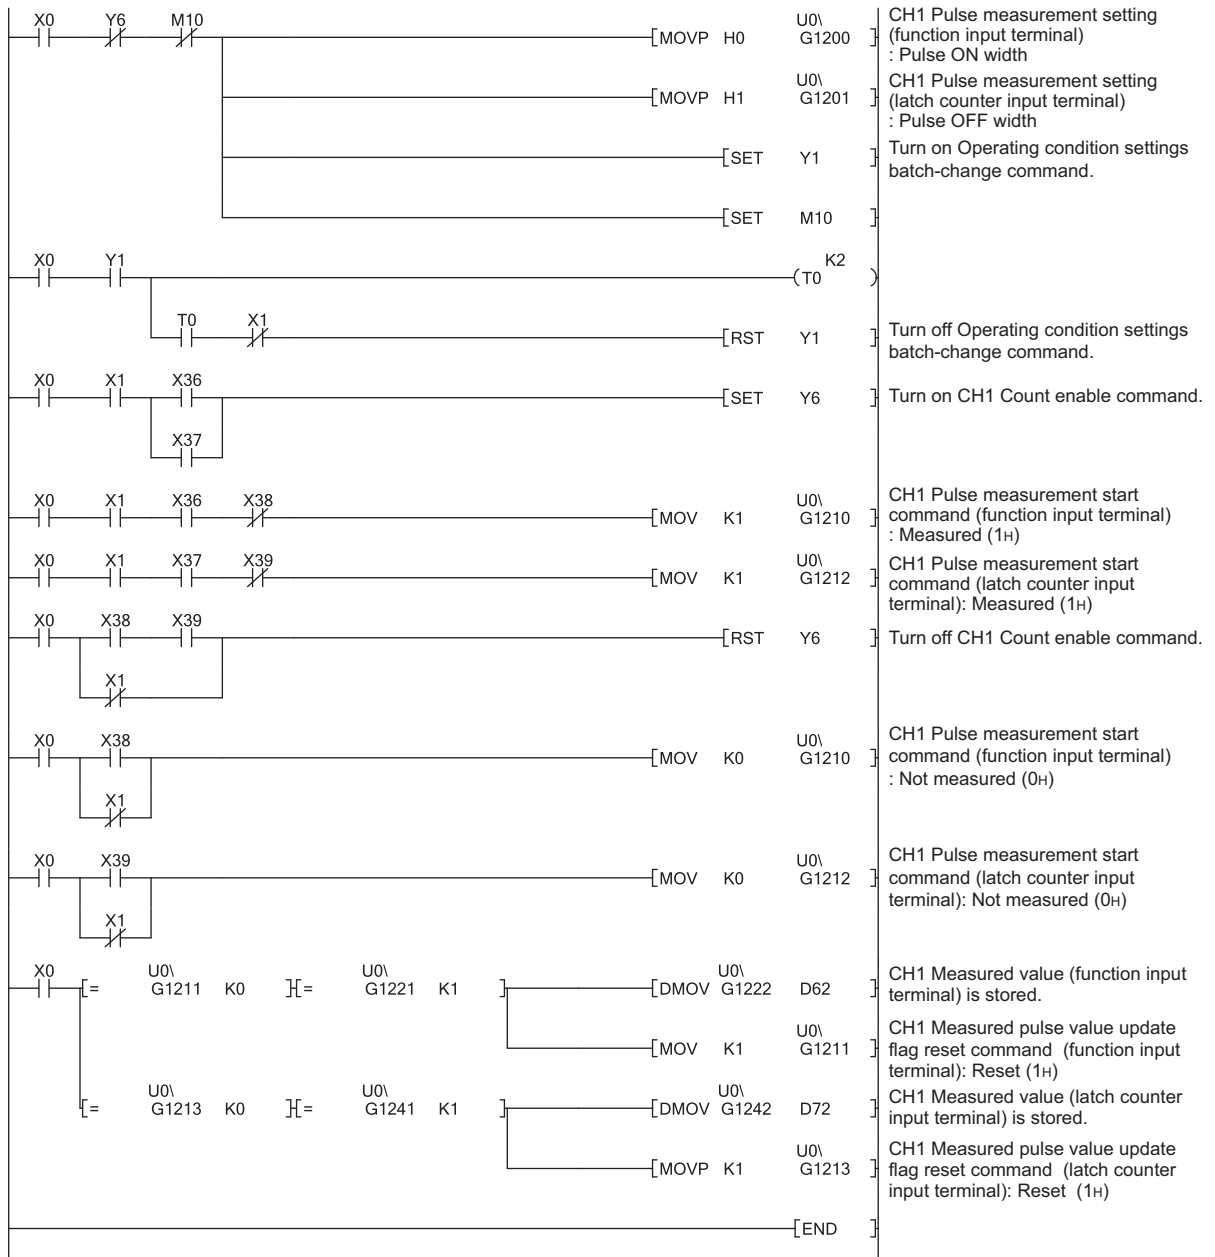 X0 Y6 M10
U0\
[MOVP H0 G1200 ]
CH1 Pulse measurement setting
(function input terminal)
: Pulse ON width
U0\
[MOVP H1 G1201 ]
CH1 Pulse measurement setting
(latch counter input terminal)
: Pulse OFF width
[SET Y1 ]
Turn on Operating condition settings
batch-change command.
[SET M10 ]
X0 Y1
K2
(T0 )
T0 X1
[RST Y1 ]
Turn off Operating condition settings
batch-change command.
X0 X1 X36
[SET Y6 ]
Turn on CH1 Count enable command.
X37
X0 X1 X36 X38
U0\
[MOV K1 G1210 ]
CH1 Pulse measurement start
command (function input terminal)
: Measured (1H)
X0 X1 X37 X39
U0\
[MOV K1 G1212 ]
CH1 Pulse measurement start
command (latch counter input
terminal): Measured (1H)
X0 X38 X39
[RST Y6 ]
Turn off CH1 Count enable command.
X1
X0 X38
U0\
[MOV K0 G1210 ]
CH1 Pulse measurement start
command (function input terminal)
: Not measured (0H)
X1
X0 X39
U0\
[MOV K0 G1212 ]
CH1 Pulse measurement start
command (latch counter input
terminal): Not measured (0H)
X1
X0 U0\ U0\ U0\
[= G1211 K0 ][= G1221 K1 ] [DMOV G1222 D62 ]
CH1 Measured value (function input
terminal) is stored.
U0\
[MOV K1 G1211 ]
CH1 Measured pulse value update
flag reset command (function input
terminal): Reset (1H)
U0\ U0\ U0\
[= G1213 K0 ][= G1241 K1 ] [DMOV G1242 D72 ]
CH1 Measured value (latch counter
input terminal) is stored.
U0\
[MOVP K1 G1213 ]
CH1 Measured pulse value update
flag reset command (latch counter
input terminal): Reset (1H)
[END ]